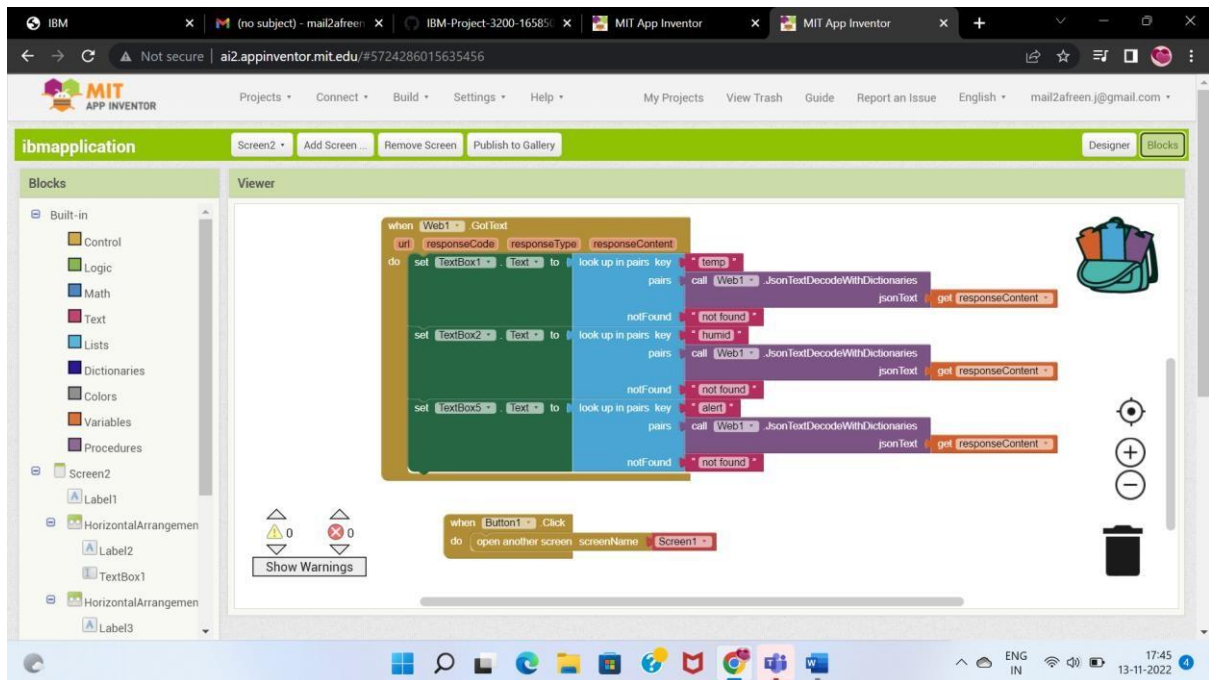 IBM
(no subject) - mail2afreen
IBM-Project-3200-16585
MIT App Inventor
MIT App Inventor
Not secure | ai2.appinventor.mit.edu/#5724286015635456
MIT
APP INVENTOR
Projects Connect Build Settings Help My Projects View Trash Guide Report an Issue English mail2afreen.j@gmail.com
ibmapplication
Screen2 Add Screen ... Remove Screen Publish to Gallery Designer Blocks
Blocks
Viewer
Built-in
Control
Logic
Math
Text
Lists
Dictionaries
Colors
Variables
Procedures
Screen2
Label1
HorizontalArrangemen
Label2
TextBox1
HorizontalArrangemen
Label3
when Web1 .GotText
url responseCode responseType responseContent
do set TextBox1 . Text to look up in pairs key " temp "
pairs call Web1 .JsonTextDecodeWithDictionaries
jsonText get responseContent
notFound " not found "
set TextBox2 . Text to look up in pairs key " humid "
pairs call Web1 .JsonTextDecodeWithDictionaries
jsonText get responseContent
notFound " not found "
set TextBox5 . Text to look up in pairs key " alert "
pairs call Web1 .JsonTextDecodeWithDictionaries
jsonText get responseContent
notFound " not found "
when Button1 .Click
do open another screen screenName Screen1
0 0
Show Warnings
ENG
IN
17:45
13-11-2022
4